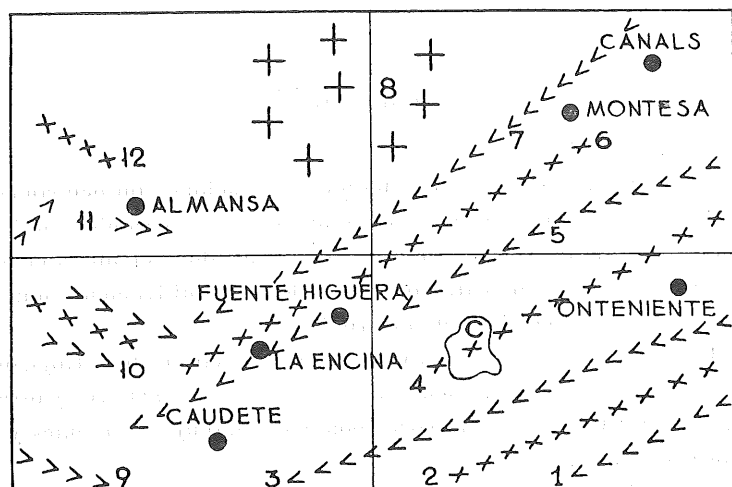 CANALS
8
MONTESA
7
6
12
ALMANSA
11
5
FUENTE HIGUERA
ONTENIENTE
C
LA ENCINA
10
4
CAUDETE
9
3
2
1